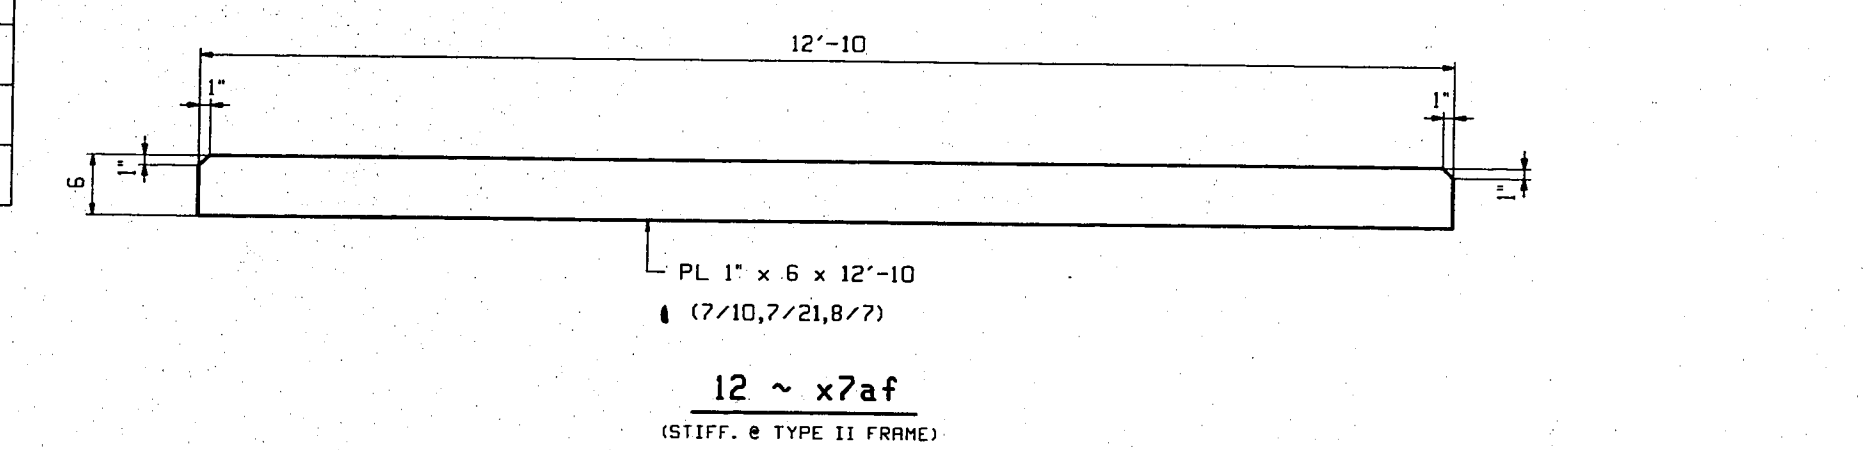 12'-10
1"
1"
1"
6
1"
PL 1" x 6 x 12'-10
(7/10,7/21,8/7)
12 ~ x7af
(STIFF. @ TYPE II FRAME)